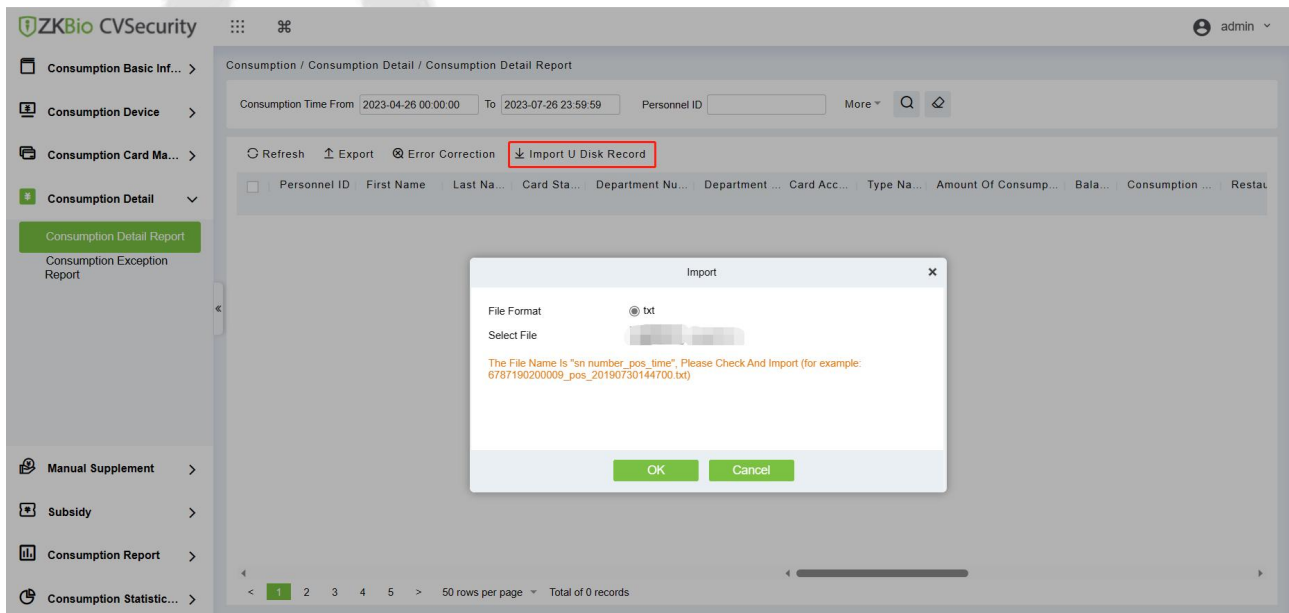 ZKBio CVSecurity
admin
Consumption Basic Inf...
Consumption Device
Consumption Card Ma...
Consumption Detail
Consumption Detail Report
Consumption Exception
Report
Manual Supplement
Subsidy
Consumption Report
Consumption Statistic...
Consumption / Consumption Detail / Consumption Detail Report
Consumption Time From 2023-04-26 00:00:00 To 2023-07-26 23:59:59 Personnel ID More
Refresh Export Error Correction Import U Disk Record
Personnel ID First Name Last Na... Card Sta... Department Nu... Department ... Card Acc... Type Na... Amount Of Consump... Bala... Consumption ... Restau
Import
File Format txt
Select File
The File Name Is "sn number_pos_time", Please Check And Import (for example:
6787190200009_pos_20190730144700.txt)
OK Cancel
< 1 2 3 4 5 > 50 rows per page Total of 0 records